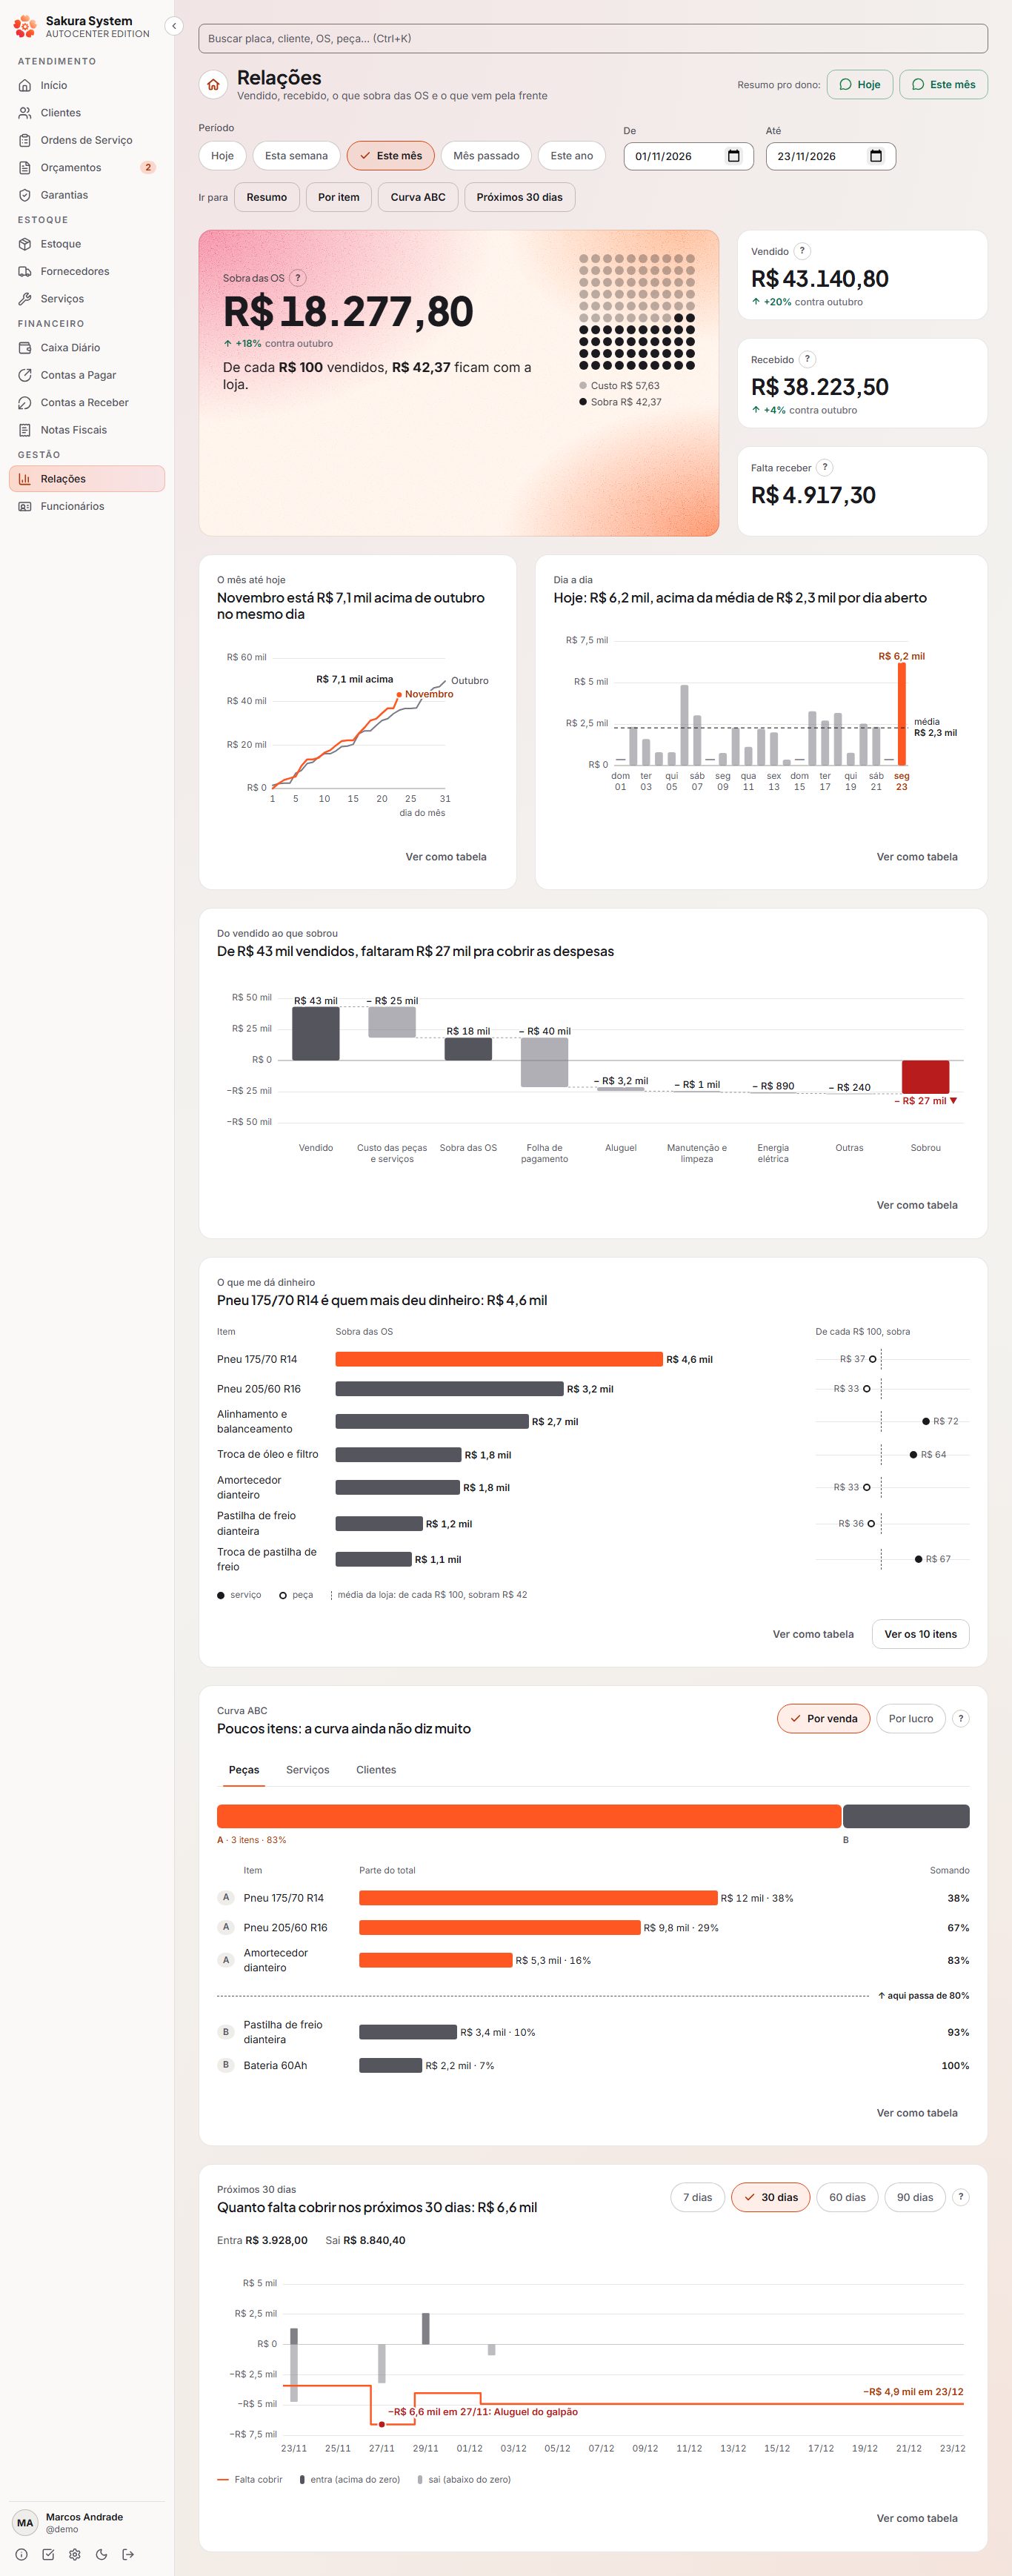 Sakura System
AUTOCENTER EDITION
ATENDIMENTO
Início
Clientes
Ordens de Serviço
Orçamentos 2
Garantias
ESTOQUE
Estoque
Fornecedores
Serviços
FINANCEIRO
Caixa Diário
Contas a Pagar
Contas a Receber
Notas Fiscais
GESTÃO
Relações
Funcionários
MA
Marcos Andrade
@demo
Buscar placa, cliente, OS, peça... (Ctrl+K)
Relações
Vendido, recebido, o que sobra das OS e o que vem pela frente
Resumo pro dono: Hoje Este mês
Período
Hoje Esta semana Este mês Mês passado Este ano
De
01/11/2026
Até
23/11/2026
Ir para Resumo Por item Curva ABC Próximos 30 dias
Sobra das OS ?
R$ 18.277,80
↑ +18% contra outubro
De cada R$ 100 vendidos, R$ 42,37 ficam com a
loja.
Custo R$ 57,63
Sobra R$ 42,37
Vendido ?
R$ 43.140,80
↑ +20% contra outubro
Recebido ?
R$ 38.223,50
↑ +4% contra outubro
Falta receber ?
R$ 4.917,30
O mês até hoje
Novembro está R$ 7,1 mil acima de outubro
no mesmo dia
R$ 60 mil
R$ 40 mil
R$ 20 mil
R$ 0
R$ 7,1 mil acima
Outubro
Novembro
1 5 10 15 20 25 31
dia do mês
Ver como tabela
Dia a dia
Hoje: R$ 6,2 mil, acima da média de R$ 2,3 mil por dia aberto
R$ 7,5 mil
R$ 5 mil
R$ 2,5 mil
R$ 0
R$ 6,2 mil
média
R$ 2,3 mil
dom ter qui sáb seg qua sex dom ter qui sáb seg
01 03 05 07 09 11 13 15 17 19 21 23
Ver como tabela
Do vendido ao que sobrou
De R$ 43 mil vendidos, faltaram R$ 27 mil pra cobrir as despesas
R$ 50 mil
R$ 25 mil
R$ 0
−R$ 25 mil
−R$ 50 mil
R$ 43 mil
− R$ 25 mil
R$ 18 mil
− R$ 40 mil
− R$ 3,2 mil
− R$ 1 mil
− R$ 890
− R$ 240
− R$ 27 mil ▼
Vendido
Custo das peças
e serviços
Sobra das OS
Folha de
pagamento
Aluguel
Manutenção e
limpeza
Energia
elétrica
Outras
Sobrou
Ver como tabela
O que me dá dinheiro
Pneu 175/70 R14 é quem mais deu dinheiro: R$ 4,6 mil
Item Sobra das OS De cada R$ 100, sobra
Pneu 175/70 R14 R$ 4,6 mil R$ 37
Pneu 205/60 R16 R$ 3,2 mil R$ 33
Alinhamento e
balanceamento R$ 2,7 mil R$ 72
Troca de óleo e filtro R$ 1,8 mil R$ 64
Amortecedor
dianteiro R$ 1,8 mil R$ 33
Pastilha de freio
dianteira R$ 1,2 mil R$ 36
Troca de pastilha de
freio R$ 1,1 mil R$ 67
serviço peça média da loja: de cada R$ 100, sobram R$ 42
Ver como tabela Ver os 10 itens
Curva ABC
Poucos itens: a curva ainda não diz muito
Por venda Por lucro ?
Peças Serviços Clientes
A · 3 itens · 83% B
Item Parte do total Somando
A Pneu 175/70 R14 R$ 12 mil · 38% 38%
A Pneu 205/60 R16 R$ 9,8 mil · 29% 67%
A Amortecedor
dianteiro R$ 5,3 mil · 16% 83%
↑ aqui passa de 80%
B Pastilha de freio
dianteira R$ 3,4 mil · 10% 93%
B Bateria 60Ah R$ 2,2 mil · 7% 100%
Ver como tabela
Próximos 30 dias
Quanto falta cobrir nos próximos 30 dias: R$ 6,6 mil
7 dias 30 dias 60 dias 90 dias ?
Entra R$ 3.928,00 Sai R$ 8.840,40
R$ 5 mil
R$ 2,5 mil
R$ 0
−R$ 2,5 mil
−R$ 5 mil
−R$ 7,5 mil
−R$ 4,9 mil em 23/12
−R$ 6,6 mil em 27/11: Aluguel do galpão
23/11 25/11 27/11 29/11 01/12 03/12 05/12 07/12 09/12 11/12 13/12 15/12 17/12 19/12 21/12 23/12
Falta cobrir entra (acima do zero) sai (abaixo do zero)
Ver como tabela